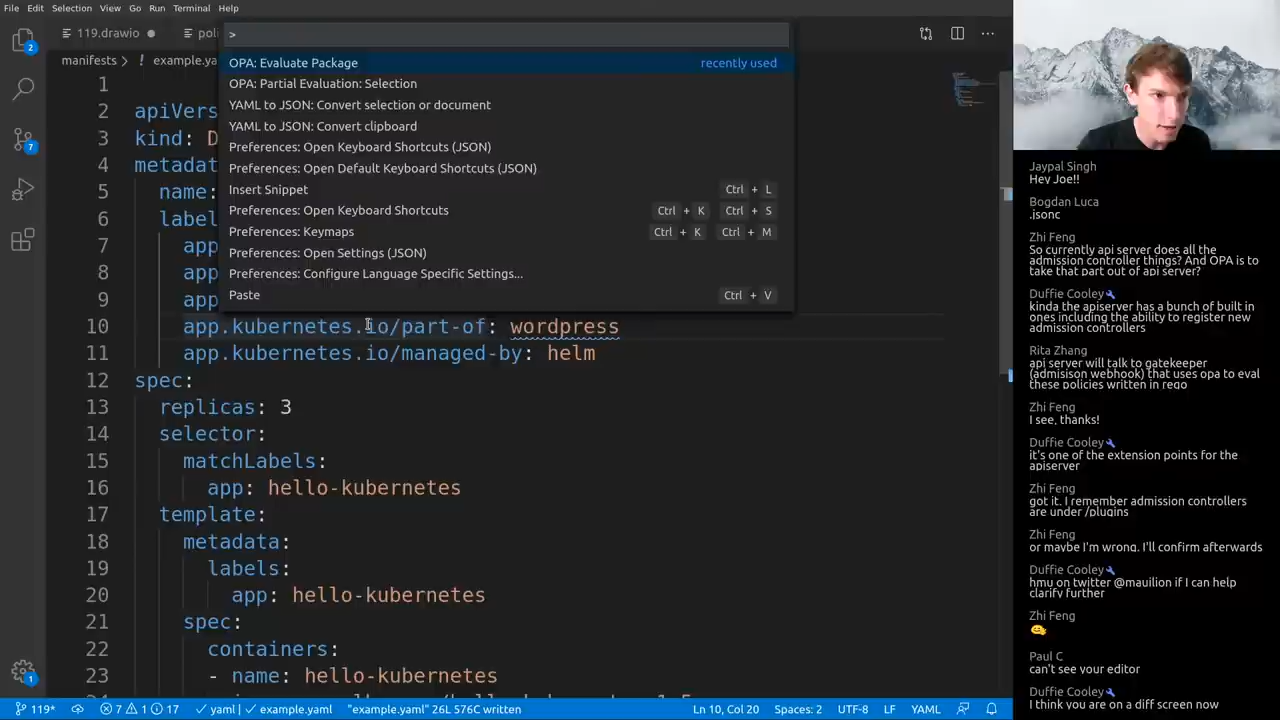 File Edit Selection View Go Run Terminal Help
119.drawio
poli
manifests > ! example.ya
>
OPA: Evaluate Package
recently used
OPA: Partial Evaluation: Selection
YAML to JSON: Convert selection or document
YAML to JSON: Convert clipboard
Preferences: Open Keyboard Shortcuts (JSON)
Preferences: Open Default Keyboard Shortcuts (JSON)
Insert Snippet Ctrl + L
Preferences: Open Keyboard Shortcuts Ctrl + K Ctrl + S
Preferences: Keymaps Ctrl + K Ctrl + M
Preferences: Open Settings (JSON)
Preferences: Configure Language Specific Settings...
Paste Ctrl + V
1
2 apiVers
3 kind: D
4 metadat
5 name:
6 label
7 app
8 app
9 app
10 app.kubernetes.io/part-of: wordpress
11 app.kubernetes.io/managed-by: helm
12 spec:
13 replicas: 3
14 selector:
15 matchLabels:
16 app: hello-kubernetes
17 template:
18 metadata:
19 labels:
20 app: hello-kubernetes
21 spec:
22 containers:
23 - name: hello-kubernetes
2
7
1
119* 7 1 17 yaml | example.yaml "example.yaml" 26L 576C written Ln 10, Col 20 Spaces: 2 UTF-8 LF YAML
Jaypal Singh
Hey Joe!!
Bogdan Luca
.jsonc
Zhi Feng
So currently api server does all the
admission controller things? And OPA is to
take that part out of api server?
Duffie Cooley
kinda the apiserver has a bunch of built in
ones including the ability to register new
admission controllers
Rita Zhang
api server will talk to gatekeeper
(admisison webhook) that uses opa to eval
these policies written in rego
Zhi Feng
I see, thanks!
Duffie Cooley
it's one of the extension points for the
apiserver
Zhi Feng
got it. I remember admission controllers
are under /plugins
Zhi Feng
or maybe I'm wrong. I'll confirm afterwards
Duffie Cooley
hmu on twitter @mauilion if I can help
clarify further
Zhi Feng
Paul C
can't see your editor
Duffie Cooley
I think you are on a diff screen now